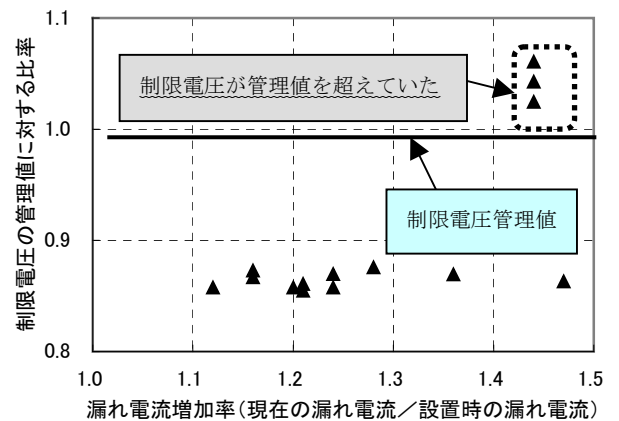 制限電圧の管理値に対する比率
1.1
1.0
0.9
0.8
制限電圧が管理値を超えていた
制限電圧管理値
1.0 1.1 1.2 1.3 1.4 1.5
漏れ電流増加率(現在の漏れ電流/設置時の漏れ電流)